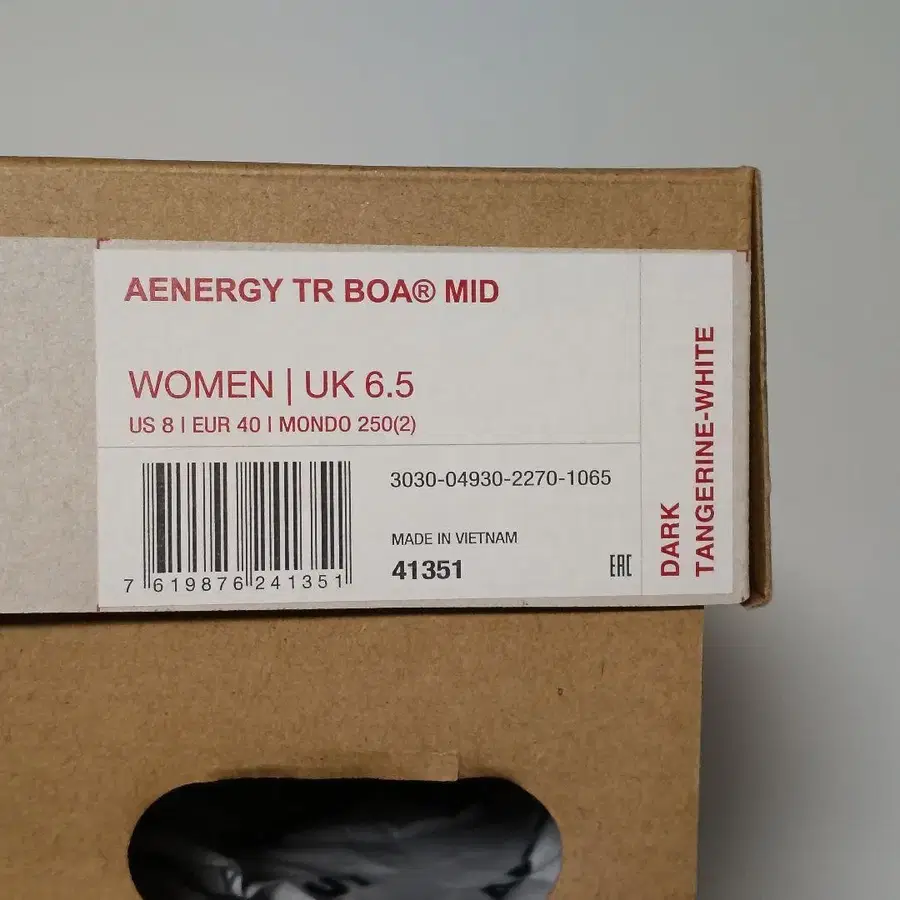 AENERGY TR BOA® MID
WOMEN | UK 6.5
US 8 | EUR 40 | MONDO 250(2)
3030-04930-2270-1065
MADE IN VIETNAM
41351
EAC
7 619876 241351
DARK
TANGERINE-WHITE